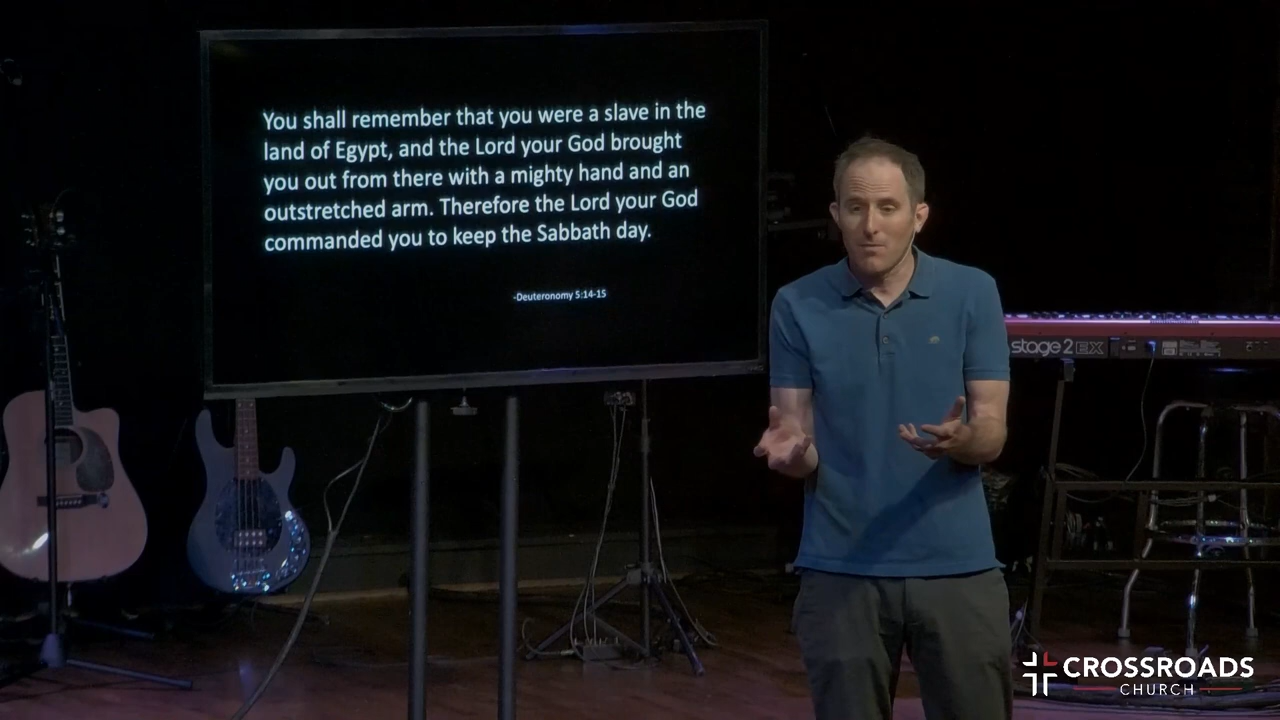 You shall remember that you were a slave in the
land of Egypt, and the Lord your God brought
you out from there with a mighty hand and an
outstretched arm. Therefore the Lord your God
commanded you to keep the Sabbath day.
-Deuteronomy 5:14-15
stage 2 EX
CROSSROADS
CHURCH